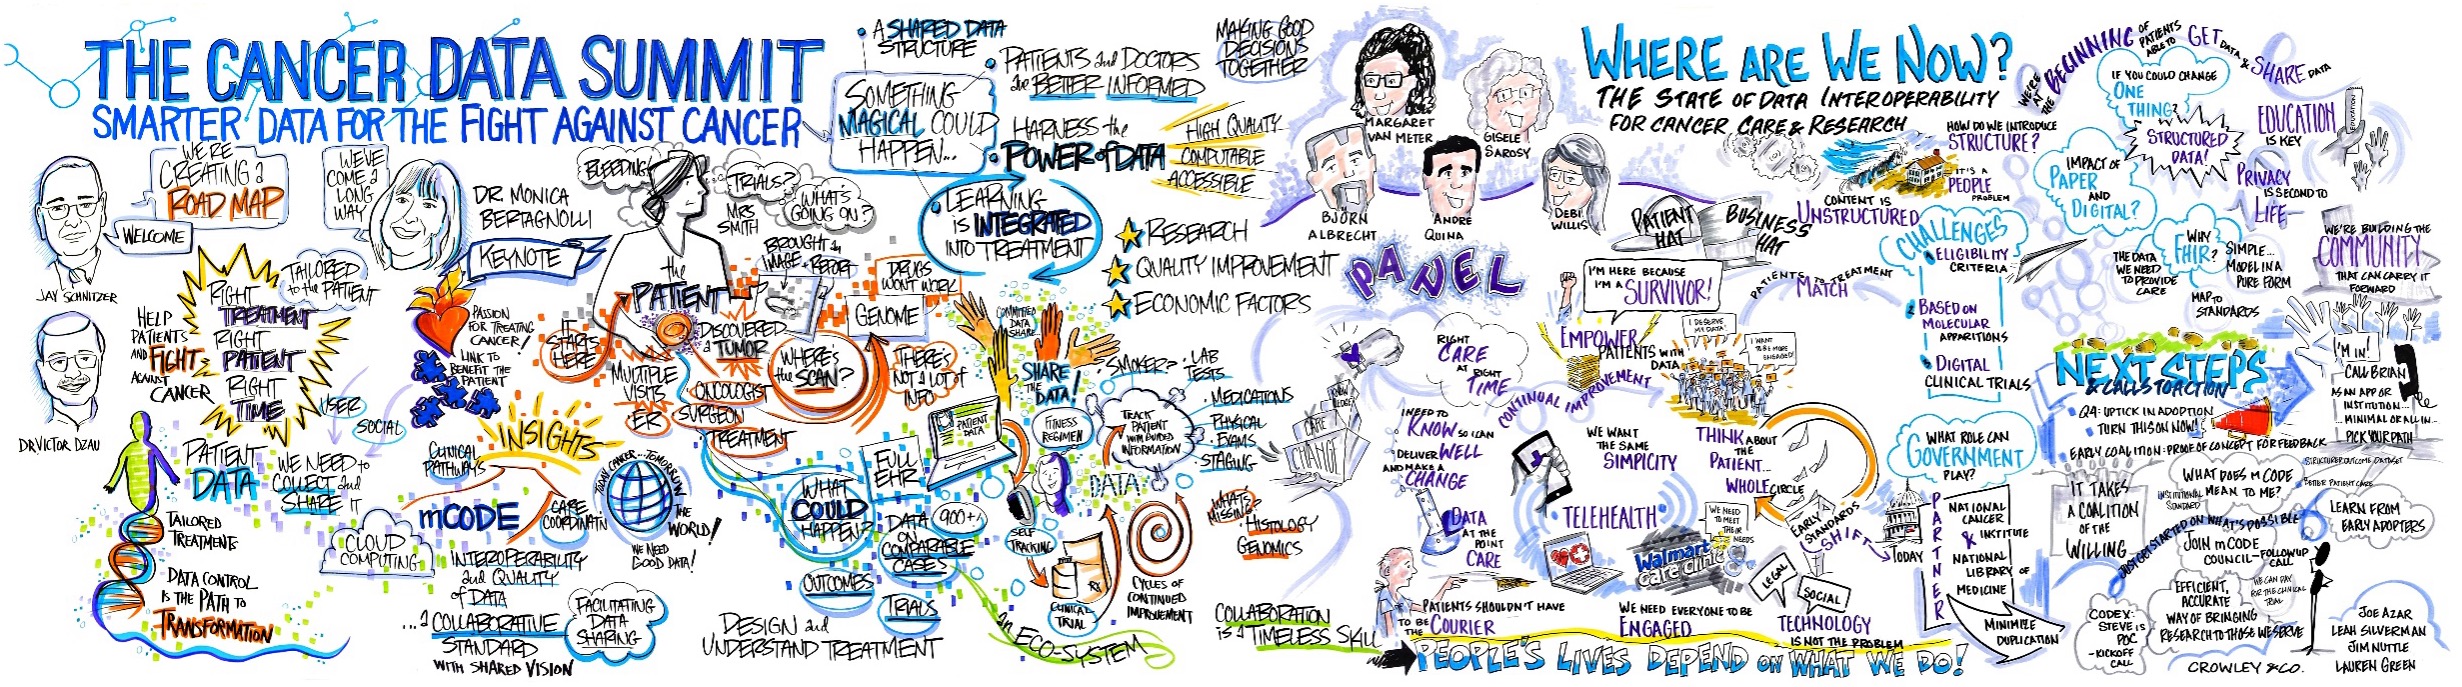 THE CANCER DATA SUMMIT
SMARTER DATA FOR THE FIGHT AGAINST CANCER
WE'RE
CREATING a
ROAD MAP
WELCOME
JAY SCHNITZER
WE'VE
COME a
LONG
WAY
DR. MONICA
BERTAGNOLLI
KEYNOTE
HELP
PATIENTS
AND FIGHT
AGAINST
CANCER
DR VICTOR DZAU
RIGHT
TREATMENT
RIGHT
PATIENT
RIGHT
TIME
TAILORED
to the PATIENT
USER
SOCIAL
PATIENT
DATA
WE NEED to
COLLECT and
SHARE IT
TAILORED
TREATMENTS
DATA CONTROL
IS THE PATH TO
TRANSFORMATION
CLOUD
COMPUTING
PASSION
FOR TREATING
CANCER!
LINK TO
BENEFIT THE
PATIENT
INSIGHTS
CLINICAL
PATHWAYS
mCODE
CARE
COORDINATN
INTEROPERABILITY
and QUALITY
of DATA
...a COLLABORATIVE
STANDARD
WITH SHARED VISION
FACILITATING
DATA
SHARING
TODAY CANCER...TOMORROW
THE
WORLD!
WE NEED
GOOD DATA!
BLEEDING
TRIALS?
WHAT'S
GOING ON?
MRS
SMITH
the
PATIENT
BROUGHT in
IMAGE + REPORT
DRUGS
WON'T WORK
GENOME
IT STARTS
HERE
DISCOVERED
a TUMOR
MULTIPLE
VISITS
ER
ONCOLOGIST
SURGEON
TREATMENT
WHERE'S
the SCAN?
THERE'S
NOT A LOT of
INFO
WHAT
COULD
HAPPEN?
OUTCOMES
FULL
EHR
DATA
ON
COMPARABLE
CASES
900+
TRIALS
DESIGN and
UNDERSTAND TREATMENT
PATIENT
DATA
SOMETHING
MAGICAL COULD
HAPPEN...
A SHARED DATA
STRUCTURE
PATIENTS and DOCTORS
are BETTER INFORMED
HARNESS the
POWER of DATA
HIGH QUALITY
COMPUTABLE
ACCESSIBLE
MAKING GOOD
DECISIONS
TOGETHER
LEARNING
IS INTEGRATED
INTO TREATMENT
RESEARCH
QUALITY IMPROVEMENT
ECONOMIC FACTORS
COMMITTED
DATA
SHARE
SHARE
THE
DATA!
FITNESS
REGIMEN
SELF
TRACKING
TRACK
PATIENT
WITH GUIDED
INFORMATION
DATA
SMOKER?
LAB
TESTS
MEDICATIONS
PHYSICAL
EXAMS
STAGING
WHAT'S
MISSING?
HISTOLOGY
GENOMICS
RX
CLINICAL
TRIAL
CYCLES OF
CONTINUED
IMPROVEMENT
an ECO-SYSTEM
COLLABORATION
IS a TIMELESS SKILL
MARGARET
VAN METER
GISELE
SAROSY
BJORN
ALBRECHT
ANDRE
QUINA
DEBI
WILLIS
PANEL
WHERE ARE WE NOW?
THE STATE OF DATA INTEROPERABILITY
FOR CANCER CARE & RESEARCH
PATIENT
HAT
BUSINESS
HAT
I'M HERE BECAUSE
I'M A SURVIVOR!
EMPOWER
PATIENTS WITH
DATA
CONTINUAL IMPROVEMENT
RIGHT
CARE
AT RIGHT
TIME
CARE
CHANGE
I NEED TO
KNOW SO I CAN
DELIVER WELL
AND MAKE A
CHANGE
DATA
AT THE
POINT
CARE
WE WANT
THE SAME
SIMPICITY
TELEHEALTH
I DESERVE
MY DATA!
I WANT
TO BE MORE
ENGAGED!
PATIENTS
MATCH
TREATMENT
THINK ABOUT
THE
PATIENT...
WHOLE CIRCLE
Walmart
care clinic
WE NEED
TO MEET
THEIR
NEEDS
EARLY
STANDARDS
SHIFT
LEGAL
SOCIAL
TECHNOLOGY
IS NOT THE PROBLEM
PATIENTS SHOULDN'T HAVE
TO BE
THE COURIER
WE NEED EVERYONE TO BE
ENGAGED
PEOPLE'S LIVES DEPEND ON WHAT WE DO!
HOW DO WE INTRODUCE
STRUCTURE?
IT'S A
PEOPLE
PROBLEM
CONTENT IS
UNSTRUCTURED
CHALLENGES
ELIGIBILITY
CRITERIA
BASED ON
MOLECULAR
APPARITIONS
DIGITAL
CLINICAL TRIALS
WHAT ROLE CAN
GOVERNMENT
PLAY?
TODAY
PARTNER
NATIONAL
CANCER
INSTITUTE
&
NATIONAL
LIBRARY OF
MEDICINE
MINIMIZE
DUPLICATION
WE'RE IN THE BEGINNING OF PATIENTS ABLE TO GET DATA & SHARE DATA
IF YOU COULD CHANGE
ONE
THING?
STRUCTURED
DATA!
EDUCATION
IS KEY
EDUCATION
IMPACT OF
PAPER
AND
DIGITAL?
PRIVACY
IS SECOND TO
LIFE
WHY
FHIR?
SIMPLE...
MODEL IN A
PURE FORM
THE DATA
WE NEED
TO PROVIDE
CARE
MAP TO
STANDARDS
WE'RE BUILDING THE
COMMUNITY
THAT CAN CARRY IT
FORWARD
NEXT STEPS
& CALLS TO ACTION
Q4: UPTICK IN ADOPTION
TURN THIS ON NOW!
EARLY COALITION: PROOF OF CONCEPT FOR FEEDBACK
I'M IN!
CALL BRIAN
AS AN APP OR
INSTITUTION...
MINIMAL OR ALL IN...
PICK YOUR PATH
STRUKTURER OUTCOME DATASET
IT TAKES
A COALITION
OF THE
WILLING
WHAT DOES mCODE
MEAN TO ME?
INSTITUTIONAL
STANDARD
BETTER PATIENT CARE
LEARN FROM
EARLY ADOPTERS
JUST GET STARTED ON WHAT'S POSSIBLE
JOIN mCODE
COUNCIL
FOLLOWUP
CALL
EFFICIENT,
ACCURATE
WAY OF BRINGING
RESEARCH TO THOSE WE SERVE
WE CAN PAY
FOR THE CLINICAL
TRIAL
CODEX:
STEVE IS
POC
-KICKOFF
CALL
CROWLEY & CO.
JOE AZAR
LEAH SILVERMAN
JIM NUTTLE
LAUREN GREEN